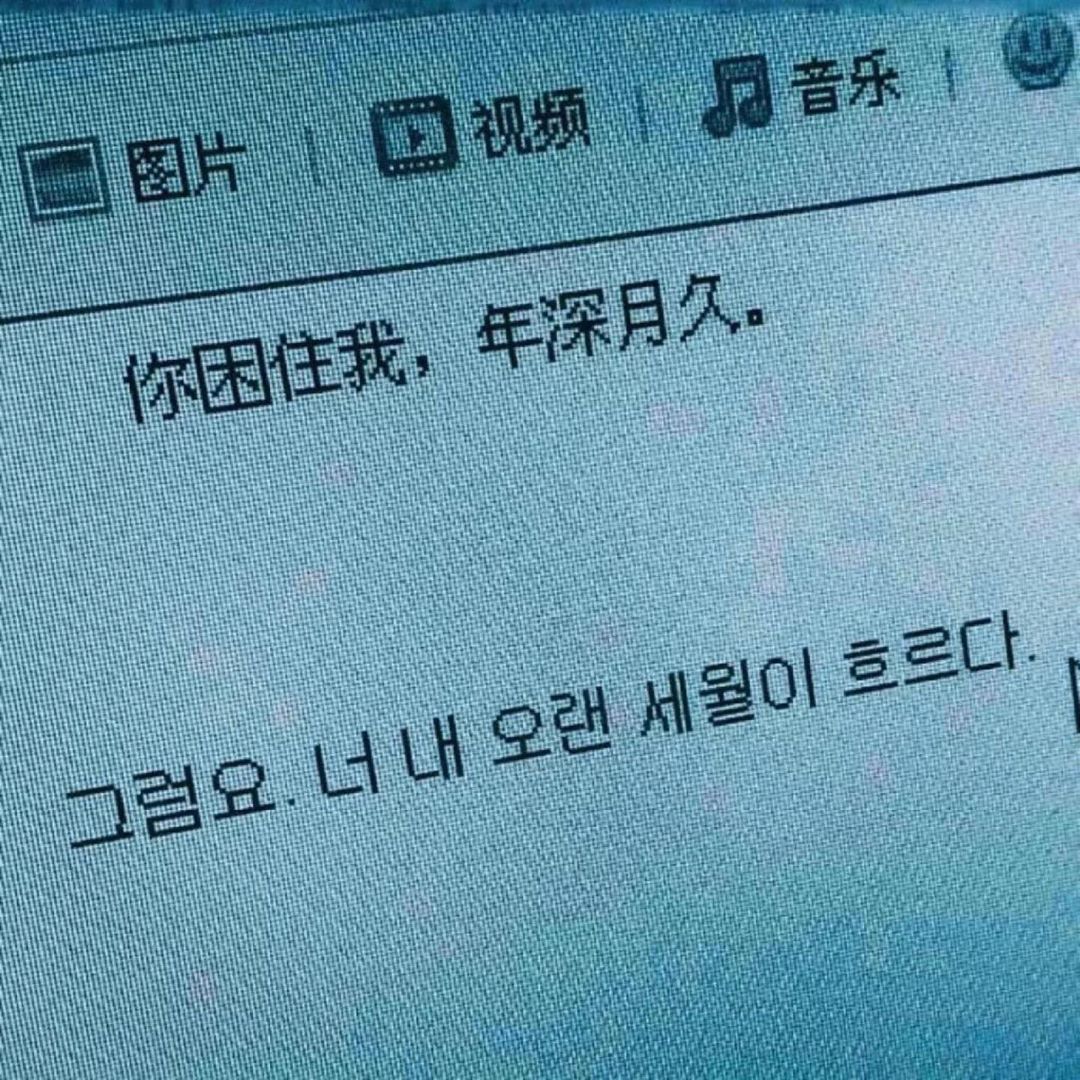 图片 | 视频 | 音乐 |
你困住我，年深月久。
그럼요. 너 내 오랜 세월이 흐르다.